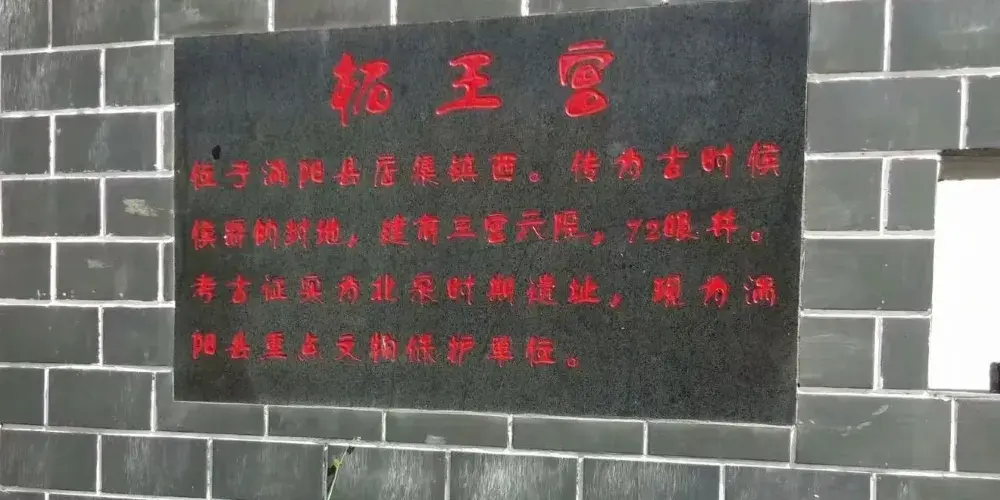 柘王宫
位于涡阳县店集镇西。传为古时候
侯哥的封地，建有三宫六院，72眼井。
考古证实为北宋时期遗址，现为涡
阳县重点文物保护单位。